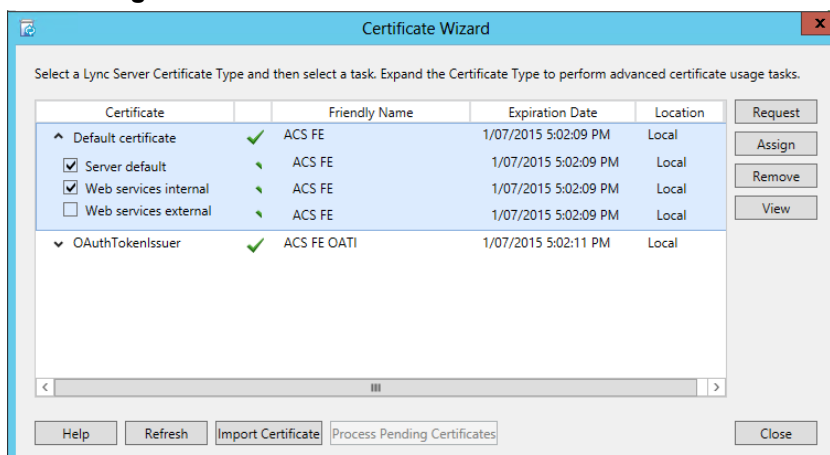 Certificate Wizard
x
Select a Lync Server Certificate Type and then select a task. Expand the Certificate Type to perform advanced certificate usage tasks.
Certificate Friendly Name Expiration Date Location
Default certificate ACS FE 1/07/2015 5:02:09 PM Local
Server default ACS FE 1/07/2015 5:02:09 PM Local
Web services internal ACS FE 1/07/2015 5:02:09 PM Local
Web services external ACS FE 1/07/2015 5:02:09 PM Local
OAuthTokenIssuer ACS FE OATI 1/07/2015 5:02:11 PM Local
Request
Assign
Remove
View
Help Refresh Import Certificate Process Pending Certificates Close